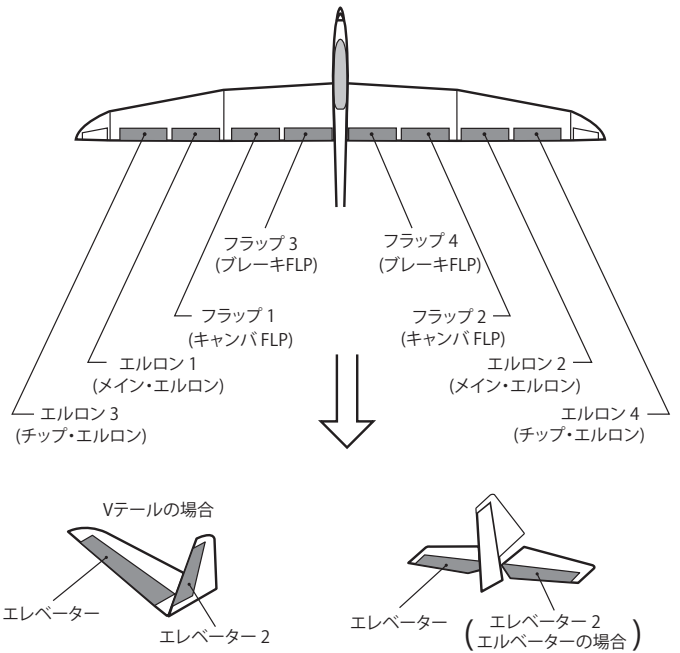 フラップ 3
(ブレーキFLP)
フラップ 4
(ブレーキFLP)
フラップ 1
(キャンバ FLP)
フラップ 2
(キャンバ FLP)
エルロン 1
(メイン・エルロン)
エルロン 2
(メイン・エルロン)
エルロン 3
(チップ・エルロン)
エルロン 4
(チップ・エルロン)
Vテールの場合
エレベーター
エレベーター 2
エレベーター
(エレベーター 2
エルベーターの場合)